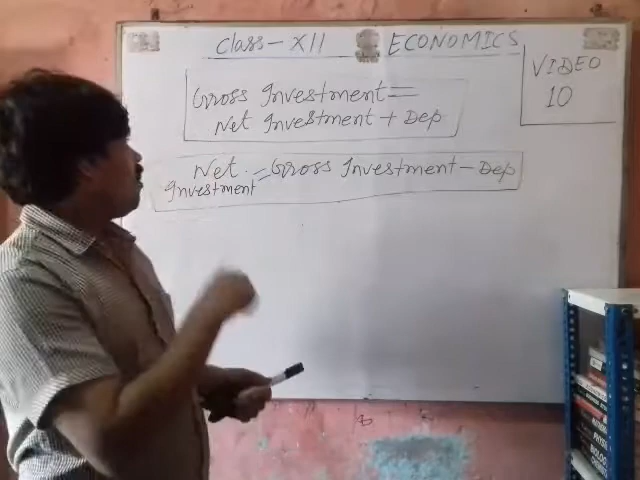 Class-XII ECONOMICS
VIDEO
10
Gross Investment=
Net Investment + Dep
Net. =Gross Investment-Dep
Investment